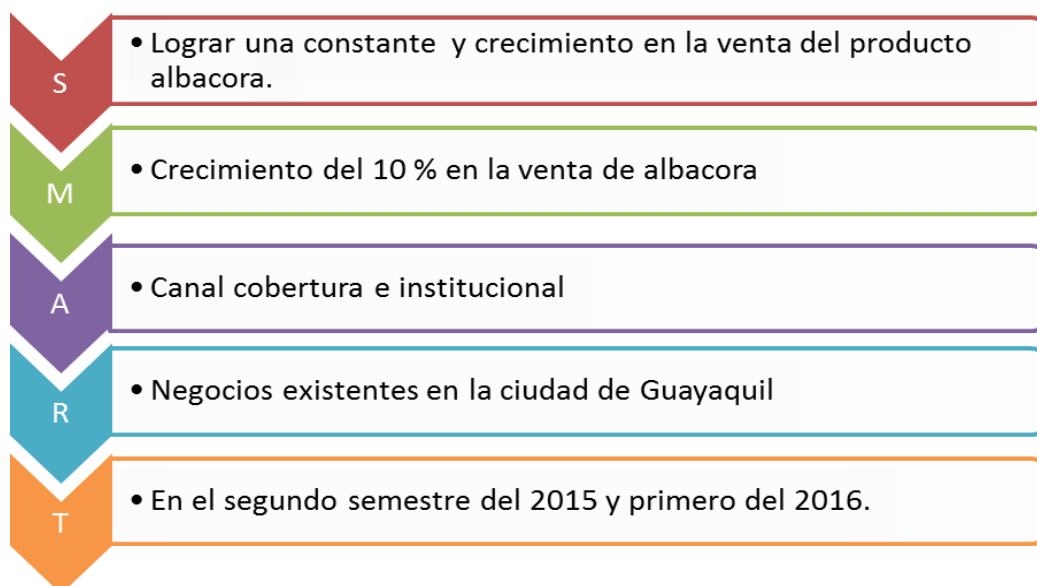 S
• Lograr una constante y crecimiento en la venta del producto
albacora.
M
• Crecimiento del 10 % en la venta de albacora
A
• Canal cobertura e institucional
R
• Negocios existentes en la ciudad de Guayaquil
T
• En el segundo semestre del 2015 y primero del 2016.